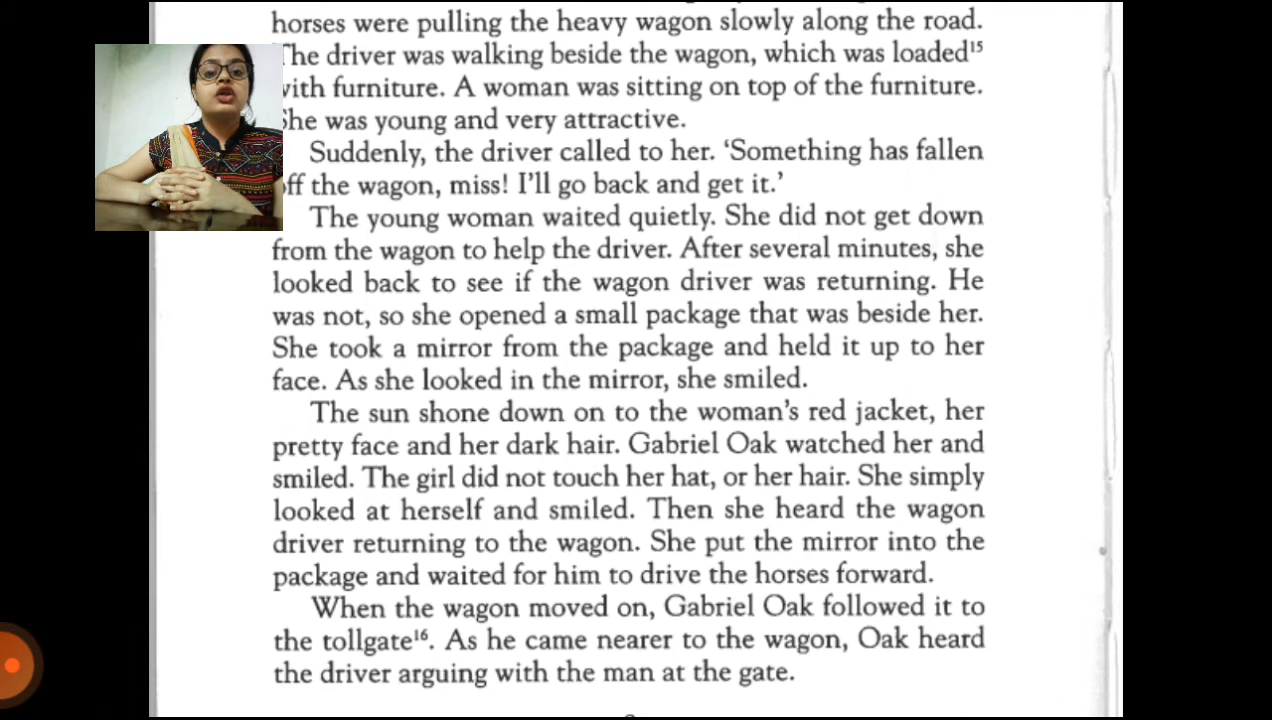 horses were pulling the heavy wagon slowly along the road.
The driver was walking beside the wagon, which was loaded¹⁵
with furniture. A woman was sitting on top of the furniture.
She was young and very attractive.
Suddenly, the driver called to her. ‘Something has fallen
off the wagon, miss! I’ll go back and get it.’
The young woman waited quietly. She did not get down
from the wagon to help the driver. After several minutes, she
looked back to see if the wagon driver was returning. He
was not, so she opened a small package that was beside her.
She took a mirror from the package and held it up to her
face. As she looked in the mirror, she smiled.
The sun shone down on to the woman’s red jacket, her
pretty face and her dark hair. Gabriel Oak watched her and
smiled. The girl did not touch her hat, or her hair. She simply
looked at herself and smiled. Then she heard the wagon
driver returning to the wagon. She put the mirror into the
package and waited for him to drive the horses forward.
When the wagon moved on, Gabriel Oak followed it to
the tollgate¹⁶. As he came nearer to the wagon, Oak heard
the driver arguing with the man at the gate.